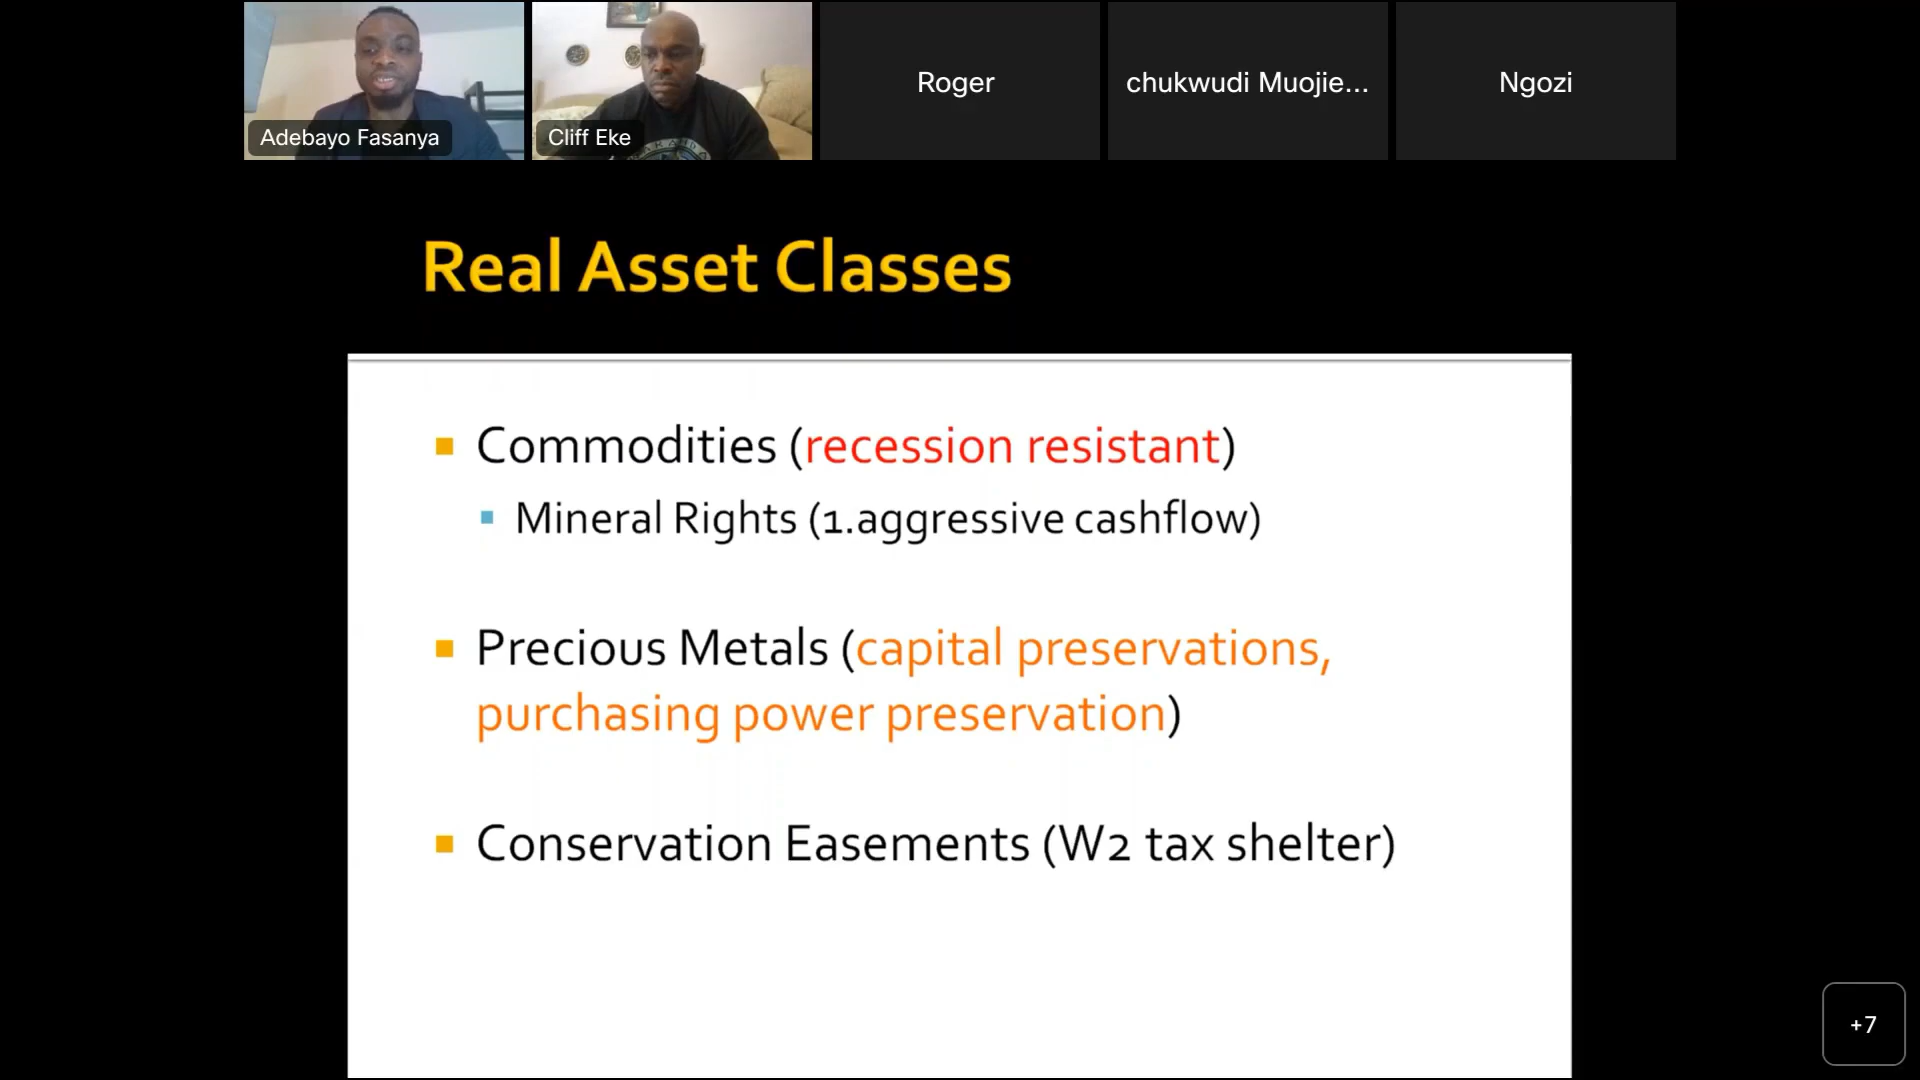 Adebayo Fasanya
Cliff Eke
Roger
chukwudi Muojie...
Ngozi
Real Asset Classes
Commodities (recession resistant)
Mineral Rights (1.aggressive cashflow)
Precious Metals (capital preservations,
purchasing power preservation)
Conservation Easements (W2 tax shelter)
+7